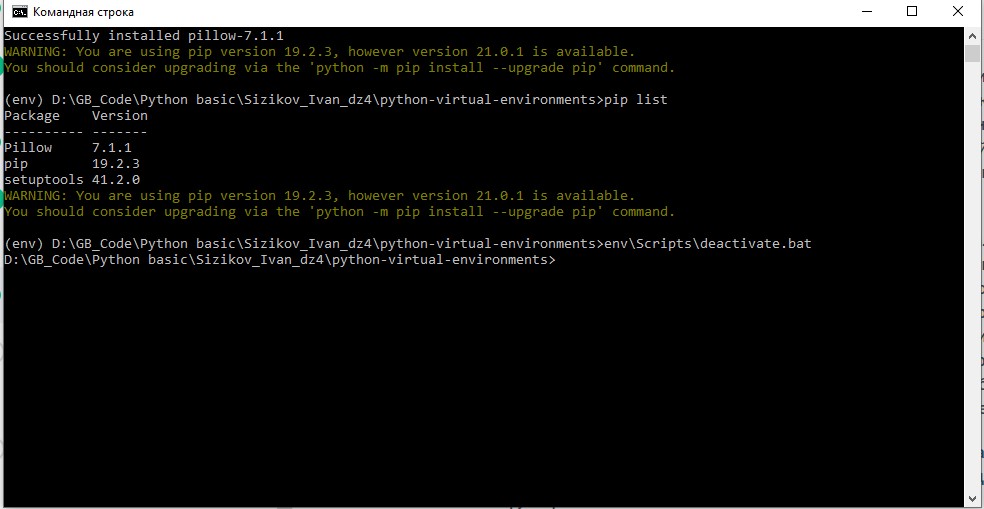 Командная строка
Successfully installed pillow-7.1.1
WARNING: You are using pip version 19.2.3, however version 21.0.1 is available.
You should consider upgrading via the 'python -m pip install --upgrade pip' command.
(env) D:\GB_Code\Python basic\Sizikov_Ivan_dz4\python-virtual-environments>pip list
Package    Version
---------- -------
Pillow     7.1.1
pip        19.2.3
setuptools 41.2.0
WARNING: You are using pip version 19.2.3, however version 21.0.1 is available.
You should consider upgrading via the 'python -m pip install --upgrade pip' command.
(env) D:\GB_Code\Python basic\Sizikov_Ivan_dz4\python-virtual-environments>env\Scripts\deactivate.bat
D:\GB_Code\Python basic\Sizikov_Ivan_dz4\python-virtual-environments>